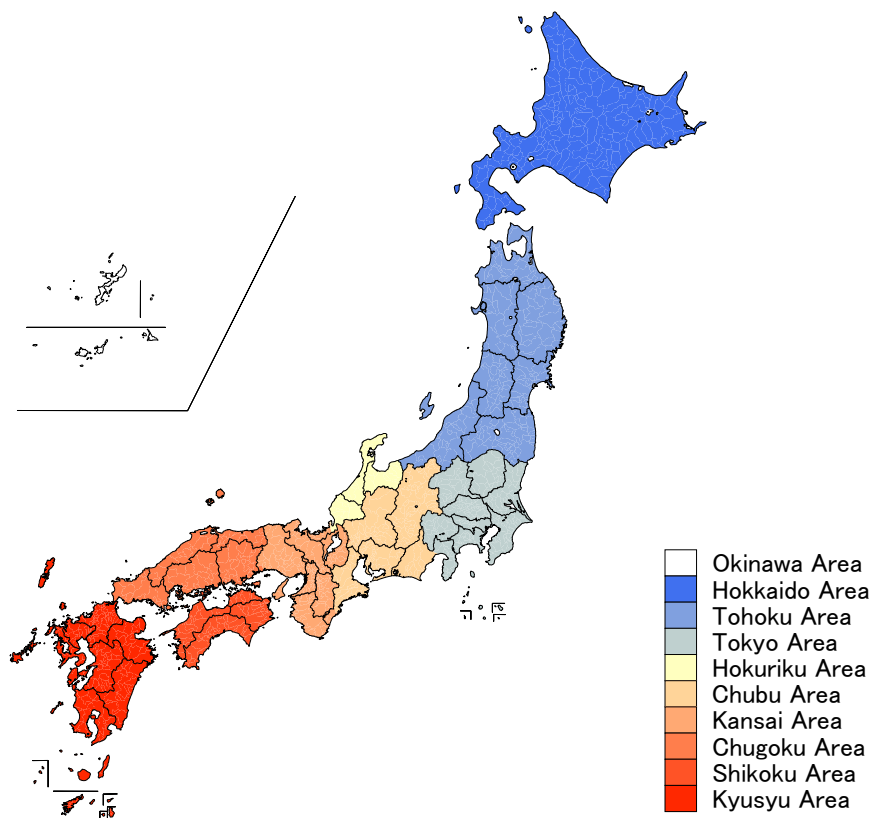 Okinawa Area
Hokkaido Area
Tohoku Area
Tokyo Area
Hokuriku Area
Chubu Area
Kansai Area
Chugoku Area
Shikoku Area
Kyusyu Area